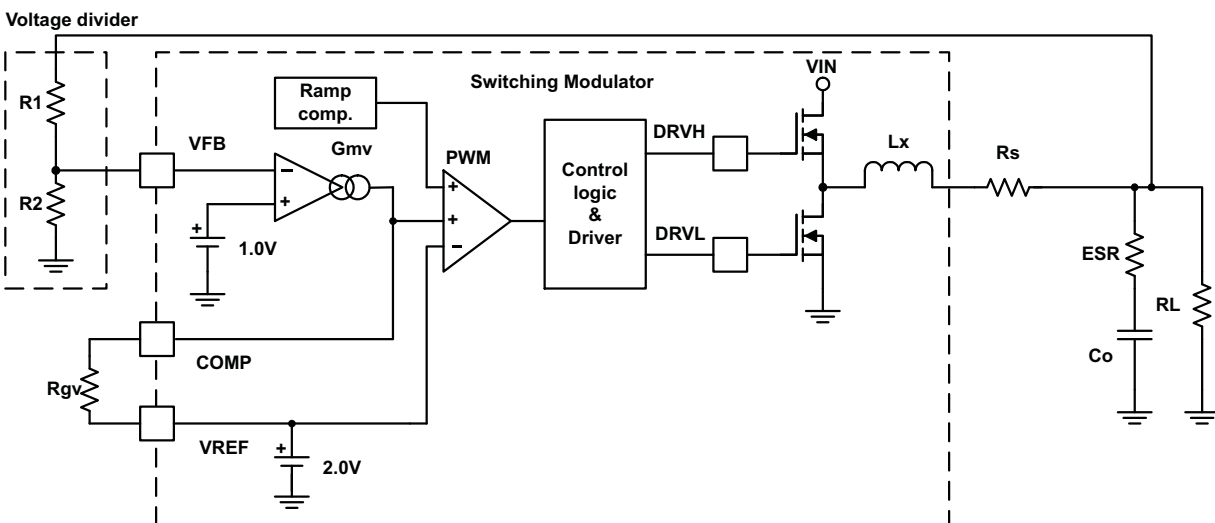 Voltage divider
R1
R2
VFB
Ramp
comp.
Gmv
−
+
+
1.0V
Switching Modulator
PWM
+
+
−
Control
logic
&
Driver
DRVH
DRVL
VIN
Lx
Rs
ESR
Co
RL
COMP
Rgv
VREF
+
2.0V